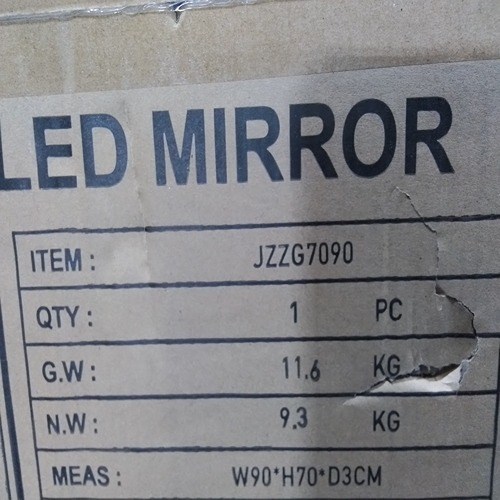 LED MIRROR
ITEM : JZZG7090
QTY : 1 PC
G.W : 11.6 KG
N.W : 9.3 KG
MEAS : W90*H70*D3CM